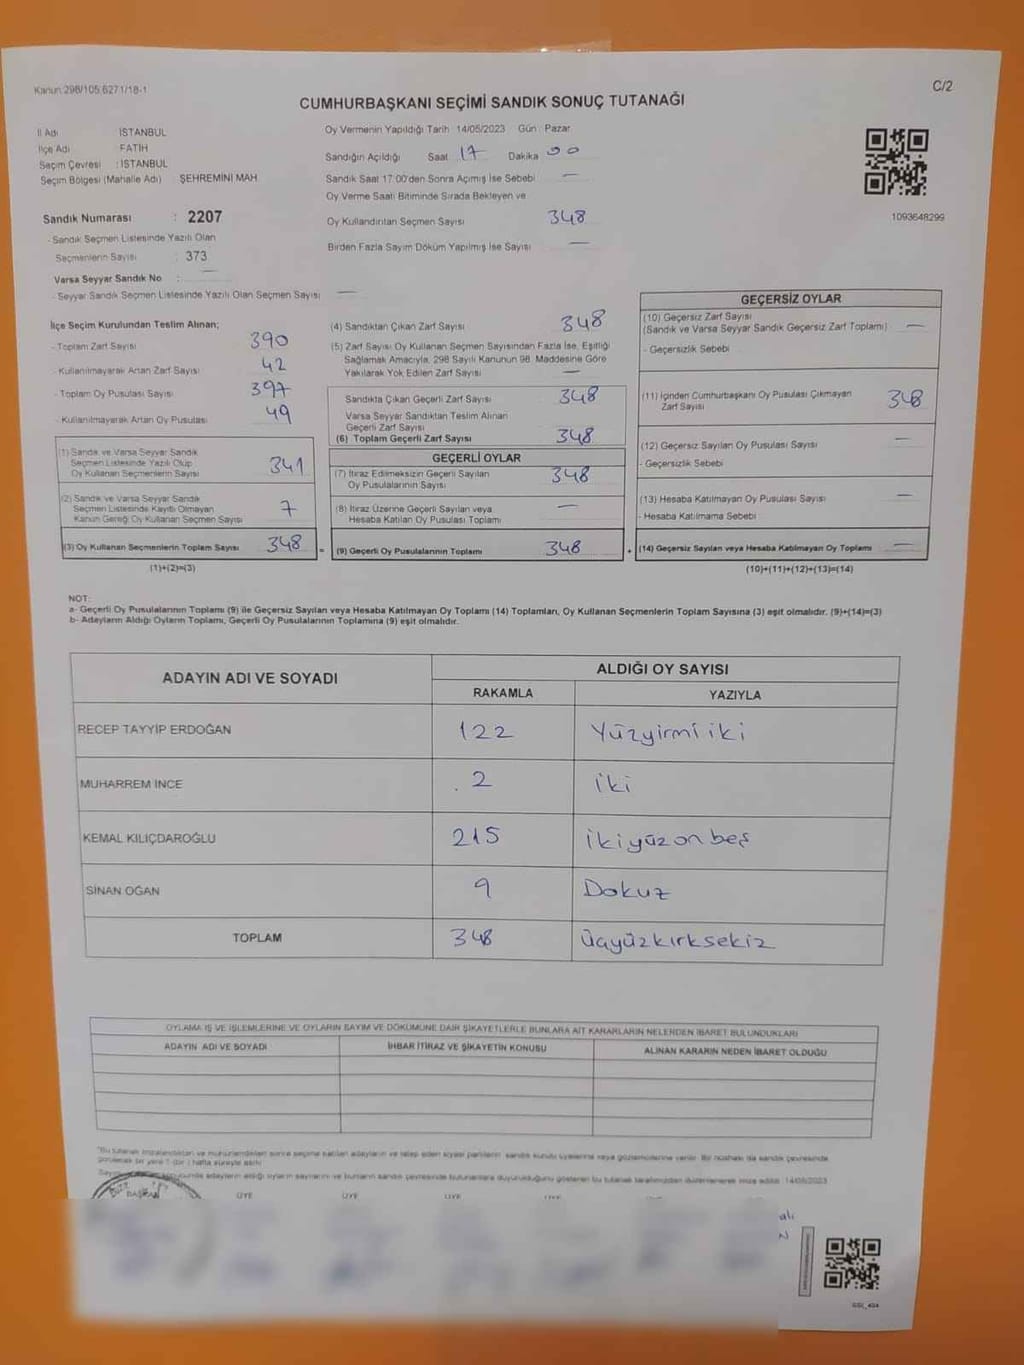 Kanun 298/105,6271/18-1
C/2
CUMHURBAŞKANI SEÇİMİ SANDIK SONUÇ TUTANAĞI
İl Adı İSTANBUL
İlçe Adı FATİH
Seçim Çevresi : İSTANBUL
Seçim Bölgesi (Mahalle Adı) ŞEHREMİNİ MAH.
Sandık Numarası : 2207
- Sandık Seçmen Listesinde Yazılı Olan
Seçmenlerin Sayısı : 373
Varsa Seyyar Sandık No : —
- Seyyar Sandık Seçmen Listesinde Yazılı Olan Seçmen Sayısı —
Oy Vermenin Yapıldığı Tarih 14/05/2023 Gün : Pazar
Sandığın Açıldığı Saat 17 Dakika 00
Sandık Saat 17:00'den Sonra Açımış İse Sebebi —
Oy Verme Saati Bitiminde Sırada Bekleyen ve
Oy Kullandırılan Seçmen Sayısı 348
Birden Fazla Sayım Döküm Yapılmış İse Sayısı —
1093648299
İlçe Seçim Kurulundan Teslim Alınan;
- Toplam Zarf Sayısı 390
- Kullanılmayarak Artan Zarf Sayısı 42
- Toplam Oy Pusulası Sayısı 397
- Kullanılmayarak Artan Oy Pusulası 49
(1) Sandık ve Varsa Seyyar Sandık
Seçmen Listesinde Yazılı Olup
Oy Kullanan Seçmenlerin Sayısı 341
(2) Sandık ve Varsa Seyyar Sandık
Seçmen Listesinde Kayıtlı Olmayan
Kanun Gereği Oy Kullanan Seçmen Sayısı 7
(3) Oy Kullanan Seçmenlerin Toplam Sayısı 348 =
(1)+(2)=(3)
(4) Sandıktan Çıkan Zarf Sayısı 348
(5) Zarf Sayısı Oy Kullanan Seçmen Sayısından Fazla İse, Eşitliği
Sağlamak Amacıyla, 298 Sayılı Kanunun 98. Maddesine Göre
Yakılarak Yok Edilen Zarf Sayısı —
Sandıkta Çıkan Geçerli Zarf Sayısı 348
Varsa Seyyar Sandıktan Teslim Alınan
Geçerli Zarf Sayısı
(6) Toplam Geçerli Zarf Sayısı 348
GEÇERLİ OYLAR
(7) İtiraz Edilmeksizin Geçerli Sayılan
Oy Pusulalarının Sayısı 348
(8) İtiraz Üzerine Geçerli Sayılan veya
Hesaba Katılan Oy Pusulası Toplamı —
(9) Geçerli Oy Pusulalarının Toplamı 348 +
GEÇERSİZ OYLAR
(10) Geçersiz Zarf Sayısı
(Sandık ve Varsa Seyyar Sandık Geçersiz Zarf Toplamı) —
- Geçersizlik Sebebi
(11) İçinden Cumhurbaşkanı Oy Pusulası Çıkmayan
Zarf Sayısı 348
(12) Geçersiz Sayılan Oy Pusulası Sayısı —
- Geçersizlik Sebebi
(13) Hesaba Katılmayan Oy Pusulası Sayısı —
- Hesaba Katılmama Sebebi
(14) Geçersiz Sayılan veya Hesaba Katılmayan Oy Toplamı —
(10)+(11)+(12)+(13)=(14)
NOT:
a- Geçerli Oy Pusulalarının Toplamı (9) ile Geçersiz Sayılan veya Hesaba Katılmayan Oy Toplamı (14) Toplamları, Oy Kullanan Seçmenlerin Toplam Sayısına (3) eşit olmalıdır. (9)+(14)=(3)
b- Adayların Aldığı Oyların Toplamı, Geçerli Oy Pusulalarının Toplamına (9) eşit olmalıdır.
ADAYIN ADI VE SOYADI ALDIĞI OY SAYISI
RAKAMLA YAZIYLA
RECEP TAYYİP ERDOĞAN 122 Yüzyirmi iki
MUHARREM İNCE . 2 iki
KEMAL KILIÇDAROĞLU 215 ikiyüz on beş
SİNAN OĞAN 9 Dokuz
TOPLAM 348 üçyüzkırksekiz
OYLAMA İŞ VE İŞLEMLERİNE VE OYLARIN SAYIM VE DÖKÜMÜNE DAİR ŞİKAYETLERLE BUNLARA AİT KARARLARIN NELERDEN İBARET BULUNDUKLARI
ADAYIN ADI VE SOYADI İHBAR İTİRAZ VE ŞİKAYETİN KONUSU ALINAN KARARIN NEDEN İBARET OLDUĞU
BAŞKAN ÜYE ÜYE ÜYE